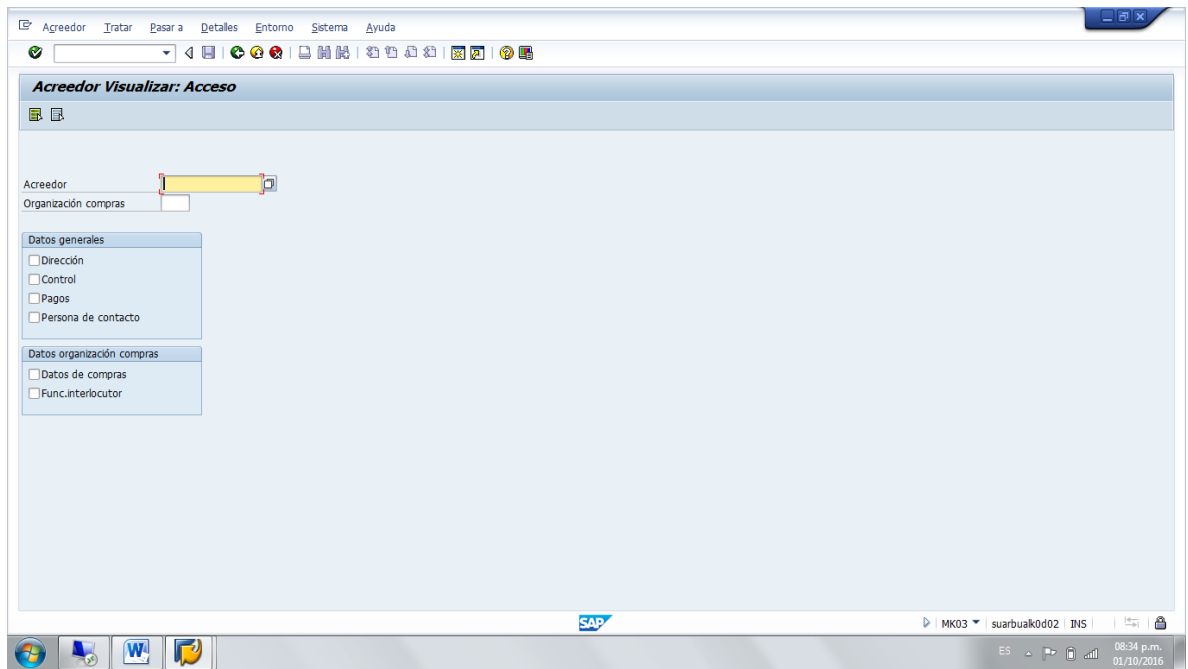 Acreedor Tratar Pasar a Detalles Entorno Sistema Ayuda
Acreedor Visualizar: Acceso
Acreedor
Organización compras
Datos generales
Dirección
Control
Pagos
Persona de contacto
Datos organización compras
Datos de compras
Func.interlocutor
SAP
MK03 suarbualk0d02 INS
ES 08:34 p.m.
01/10/2016